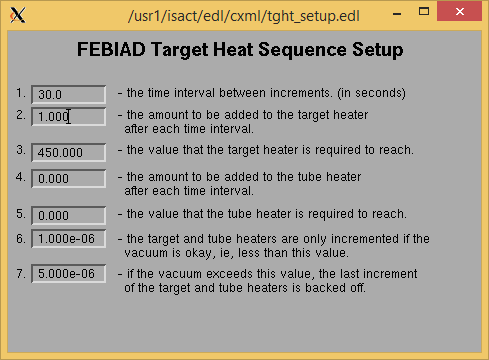 /usr1/isact/edl/cxml/tght_setup.edl
FEBIAD Target Heat Sequence Setup
1. 30.0 - the time interval between increments. (in seconds)
2. 1.000 - the amount to be added to the target heater
after each time interval.
3. 450.000 - the value that the target heater is required to reach.
4. 0.000 - the amount to be added to the tube heater
after each time interval.
5. 0.000 - the value that the tube heater is required to reach.
6. 1.000e-06 - the target and tube heaters are only incremented if the
vacuum is okay, ie, less than this value.
7. 5.000e-06 - if the vacuum exceeds this value, the last increment
of the target and tube heaters is backed off.